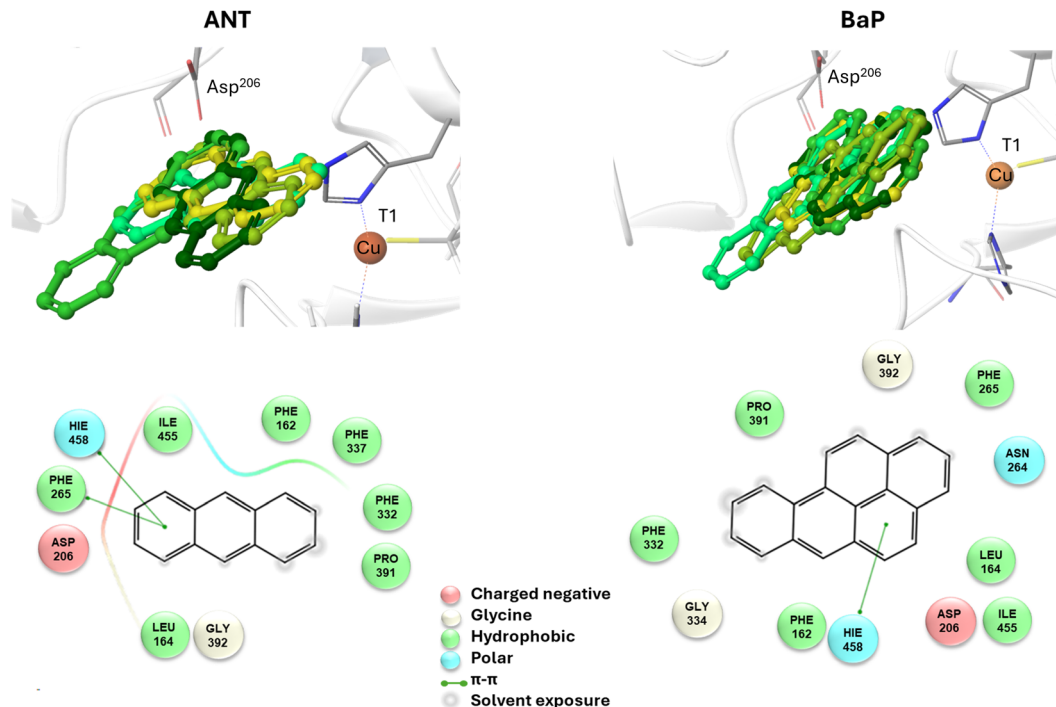 ANT
BaP
Asp206
T1
Cu
Asp206
T1
Cu
HIE
458
ILE
455
PHE
162
PHE
337
PHE
265
PHE
332
ASP
206
PRO
391
LEU
164
GLY
392
GLY
392
PHE
265
PRO
391
ASN
264
PHE
332
LEU
164
GLY
334
PHE
162
HIE
458
ASP
206
ILE
455
Charged negative
Glycine
Hydrophobic
Polar
π-π
Solvent exposure